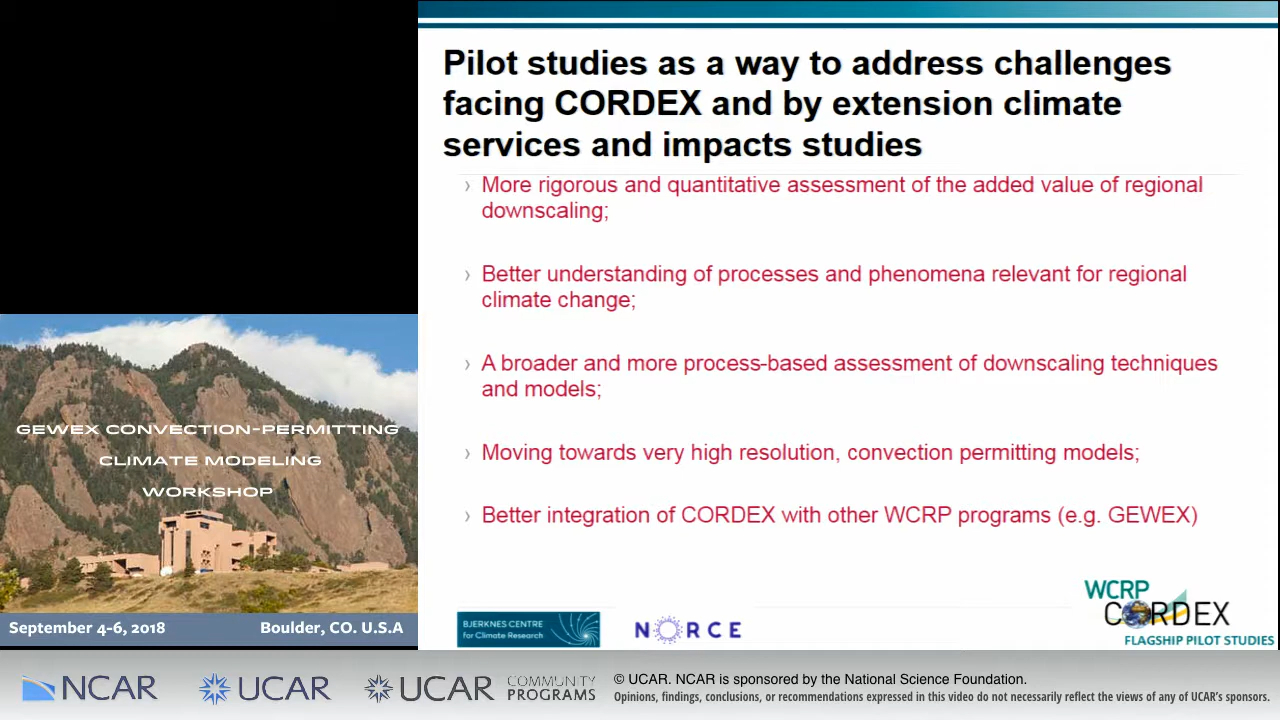 Pilot studies as a way to address challenges
facing CORDEX and by extension climate
services and impacts studies
› More rigorous and quantitative assessment of the added value of regional
downscaling;
› Better understanding of processes and phenomena relevant for regional
climate change;
› A broader and more process-based assessment of downscaling techniques
and models;
› Moving towards very high resolution, convection permitting models;
› Better integration of CORDEX with other WCRP programs (e.g. GEWEX)
BJERKNES CENTRE
for Climate Research
NORCE
WCRP
CORDEX
FLAGSHIP PILOT STUDIES
GEWEX CONVECTION-PERMITTING
CLIMATE MODELING
WORKSHOP
September 4-6, 2018 Boulder, CO. U.S.A
NCAR
UCAR
UCAR
COMMUNITY
PROGRAMS
© UCAR. NCAR is sponsored by the National Science Foundation.
Opinions, findings, conclusions, or recommendations expressed in this video do not necessarily reflect the views of any of UCAR's sponsors.